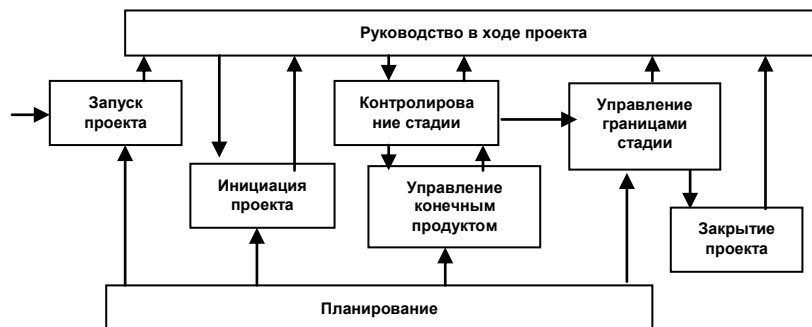 Руководство в ходе проекта
Запуск
проекта
Контролирова
ние стадии
Управление
границами
стадии
Инициация
проекта
Управление
конечным
продуктом
Закрытие
проекта
Планирование